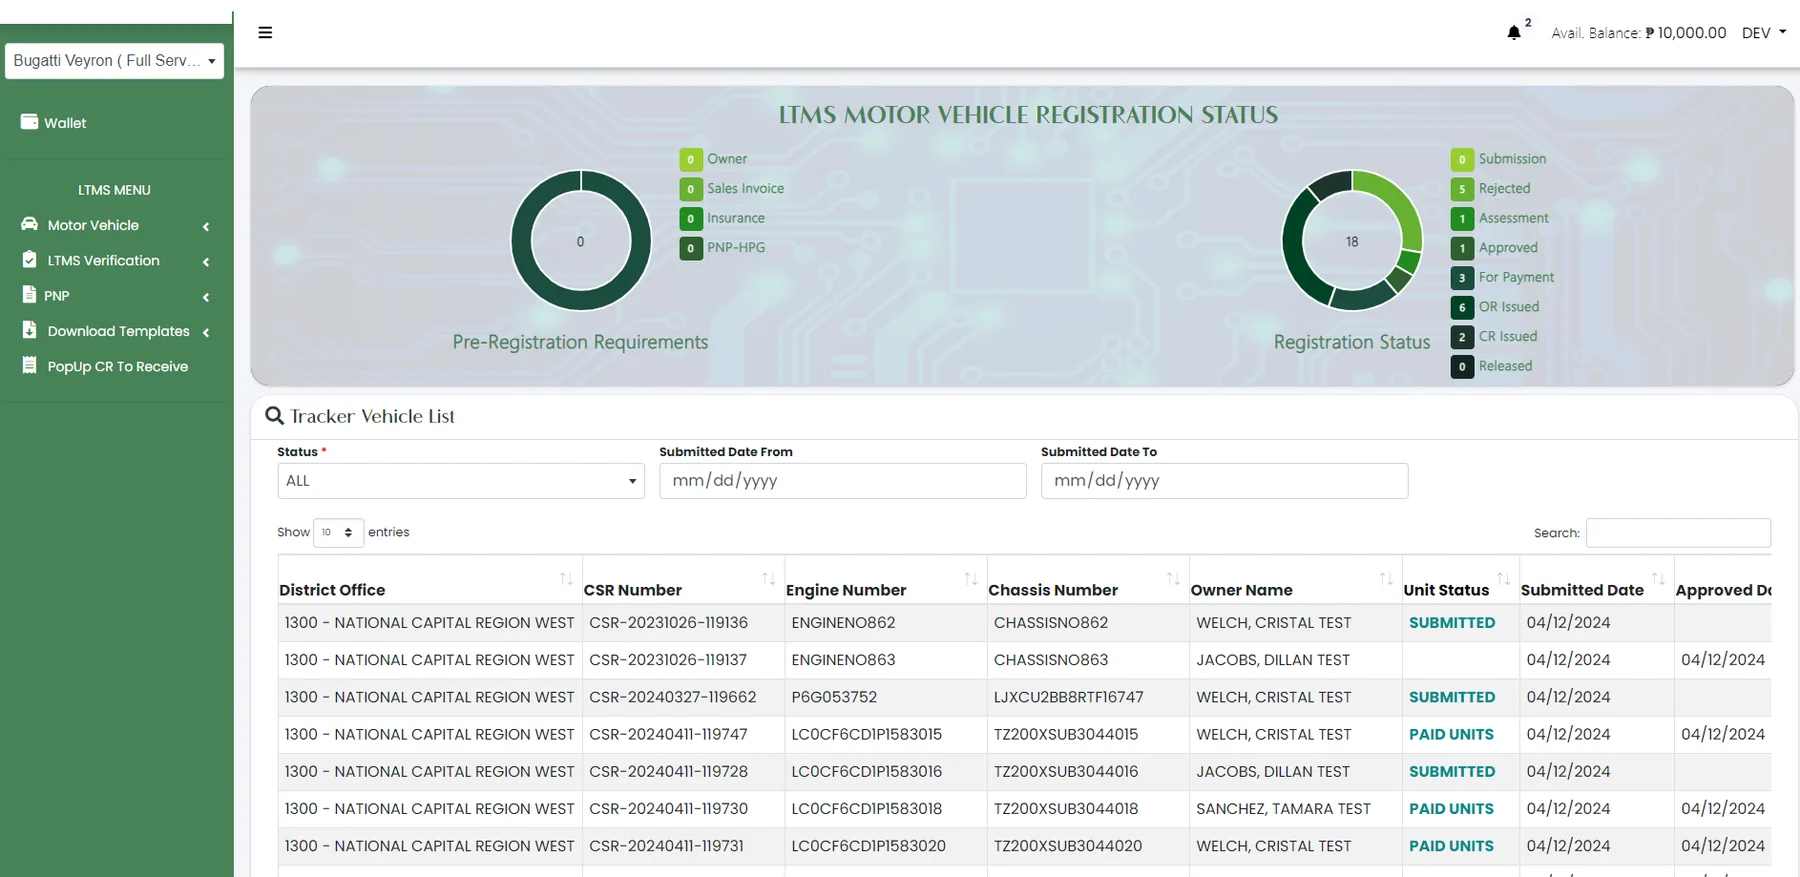 Bugatti Veyron ( Full Serv...
Wallet
LTMS MENU
Motor Vehicle
LTMS Verification
PNP
Download Templates
PopUp CR To Receive
2
Avail. Balance: ₱ 10,000.00
DEV
LTMS MOTOR VEHICLE REGISTRATION STATUS
0
0 Owner
0 Sales Invoice
0 Insurance
0 PNP-HPG
Pre-Registration Requirements
18
0 Submission
5 Rejected
1 Assessment
1 Approved
3 For Payment
6 OR Issued
2 CR Issued
0 Released
Registration Status
Tracker Vehicle List
Status * Submitted Date From Submitted Date To
ALL mm/dd/yyyy mm/dd/yyyy
Show 10 entries Search:
District Office CSR Number Engine Number Chassis Number Owner Name Unit Status Submitted Date Approved Da
1300 - NATIONAL CAPITAL REGION WEST CSR-20231026-119136 ENGINENO862 CHASSISNO862 WELCH, CRISTAL TEST SUBMITTED 04/12/2024
1300 - NATIONAL CAPITAL REGION WEST CSR-20231026-119137 ENGINENO863 CHASSISNO863 JACOBS, DILLAN TEST 04/12/2024 04/12/2024
1300 - NATIONAL CAPITAL REGION WEST CSR-20240327-119662 P6G053752 LJXCU2BB8RTF16747 WELCH, CRISTAL TEST SUBMITTED 04/12/2024
1300 - NATIONAL CAPITAL REGION WEST CSR-20240411-119747 LC0CF6CD1P1583015 TZ200XSUB3044015 WELCH, CRISTAL TEST PAID UNITS 04/12/2024 04/12/2024
1300 - NATIONAL CAPITAL REGION WEST CSR-20240411-119728 LC0CF6CD1P1583016 TZ200XSUB3044016 JACOBS, DILLAN TEST SUBMITTED 04/12/2024
1300 - NATIONAL CAPITAL REGION WEST CSR-20240411-119730 LC0CF6CD1P1583018 TZ200XSUB3044018 SANCHEZ, TAMARA TEST PAID UNITS 04/12/2024 04/12/2024
1300 - NATIONAL CAPITAL REGION WEST CSR-20240411-119731 LC0CF6CD1P1583020 TZ200XSUB3044020 WELCH, CRISTAL TEST PAID UNITS 04/12/2024 04/12/2024